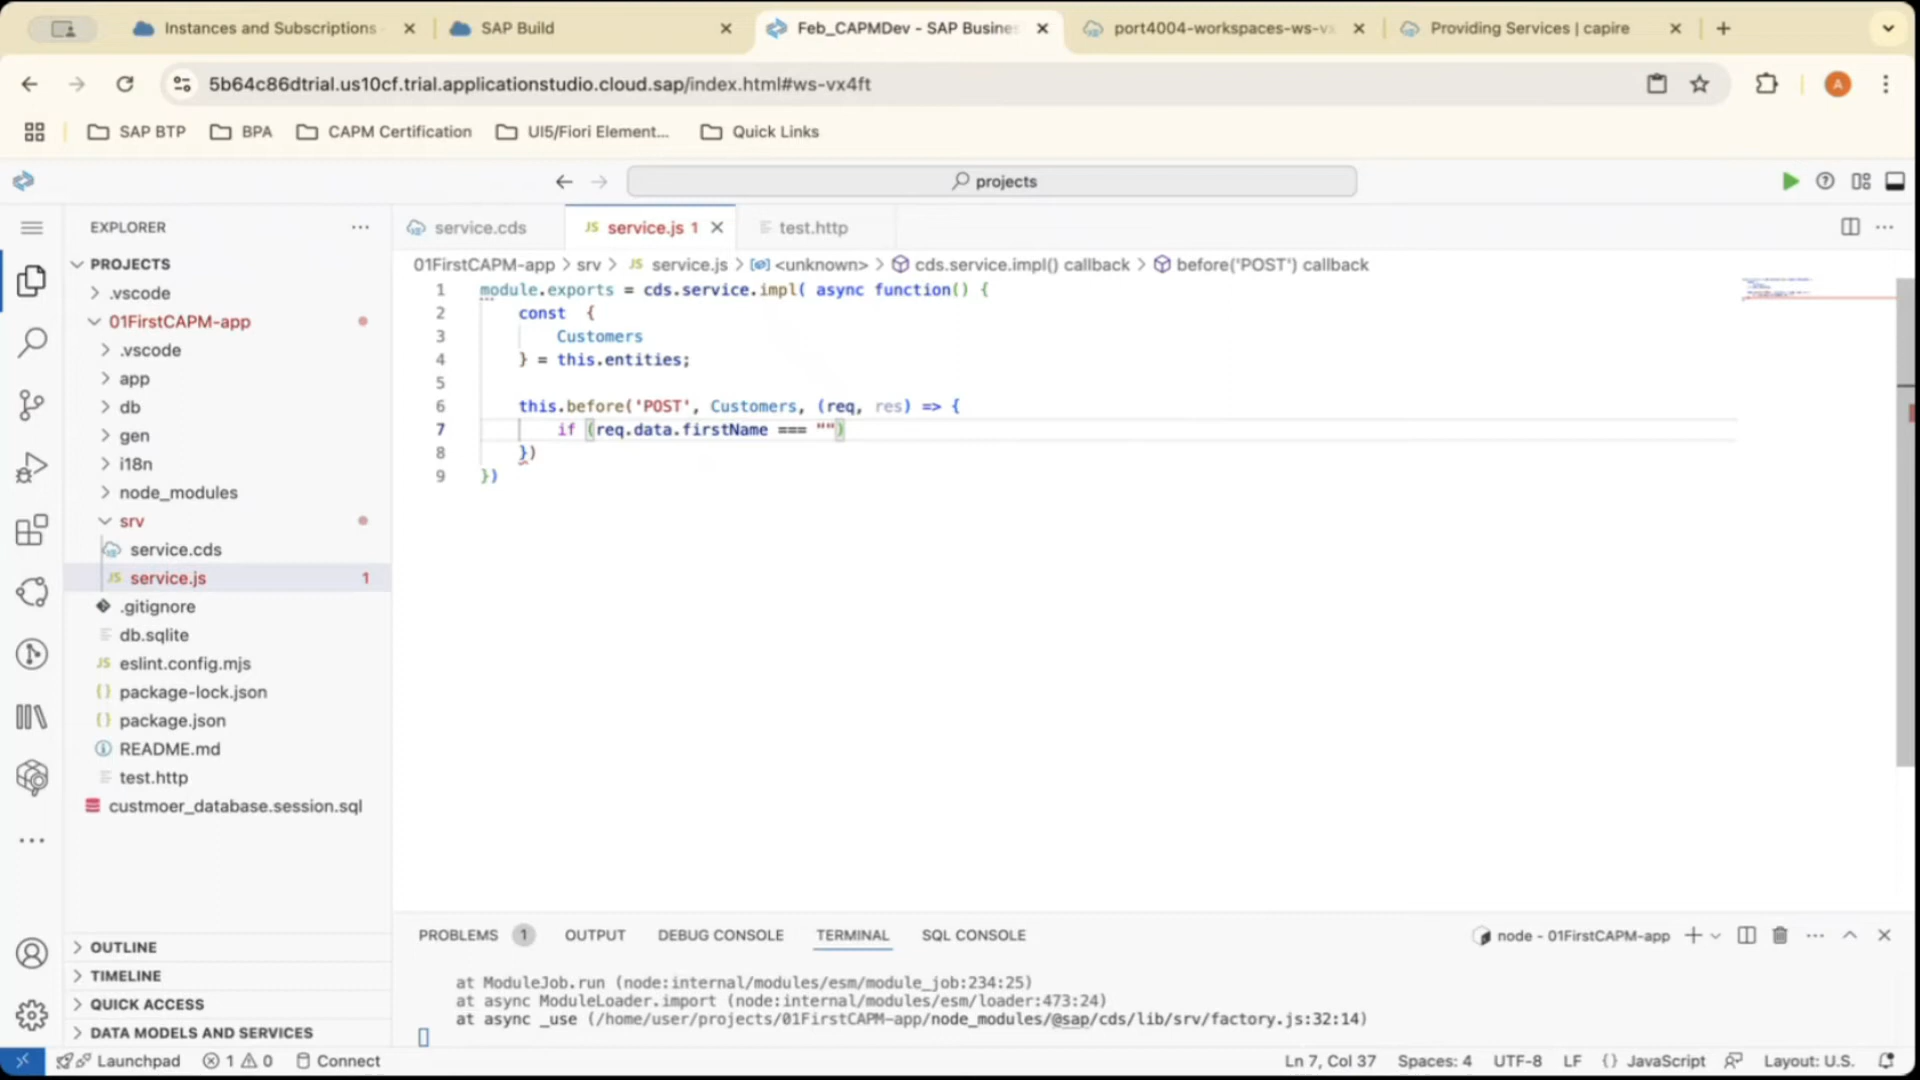 Instances and Subscriptions
SAP Build
Feb_CAPMDev - SAP Busine
port4004-workspaces-ws-vx
Providing Services | capire
5b64c86dtrial.us10cf.trial.applicationstudio.cloud.sap/index.html#ws-vx4ft
A
SAP BTP
BPA
CAPM Certification
UI5/Fiori Element...
Quick Links
projects
EXPLORER
service.cds
JS service.js 1
test.http
01FirstCAPM-app > srv > JS service.js > <unknown> > cds.service.impl() callback > before('POST') callback
PROJECTS
.vscode
01FirstCAPM-app
.vscode
app
db
gen
i18n
node_modules
srv
service.cds
JS service.js 1
.gitignore
db.sqlite
JS eslint.config.mjs
{} package-lock.json
{} package.json
README.md
test.http
custmoer_database.session.sql
OUTLINE
TIMELINE
QUICK ACCESS
DATA MODELS AND SERVICES
1 module.exports = cds.service.impl( async function() {
2 const  {
3 Customers
4 } = this.entities;
5
6 this.before('POST', Customers, (req, res) => {
7 if (req.data.firstName === "")
8 })
9 })
PROBLEMS 1
OUTPUT
DEBUG CONSOLE
TERMINAL
SQL CONSOLE
node - 01FirstCAPM-app
at ModuleJob.run (node:internal/modules/esm/module_job:234:25)
at async ModuleLoader.import (node:internal/modules/esm/loader:473:24)
at async _use (/home/user/projects/01FirstCAPM-app/node_modules/@sap/cds/lib/srv/factory.js:32:14)
Launchpad
1
0
Connect
Ln 7, Col 37
Spaces: 4
UTF-8
LF
{} JavaScript
Layout: U.S.